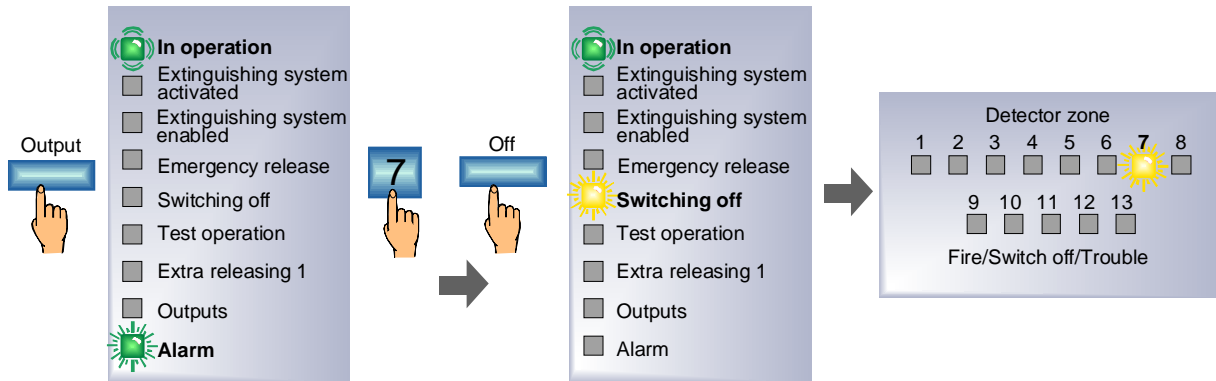 Output
In operation
Extinguishing system
activated
Extinguishing system
enabled
Emergency release
Switching off
Test operation
Extra releasing 1
Outputs
Alarm
7
Off
In operation
Extinguishing system
activated
Extinguishing system
enabled
Emergency release
Switching off
Test operation
Extra releasing 1
Outputs
Alarm
Detector zone
1 2 3 4 5 6 7 8
9 10 11 12 13
Fire/Switch off/Trouble